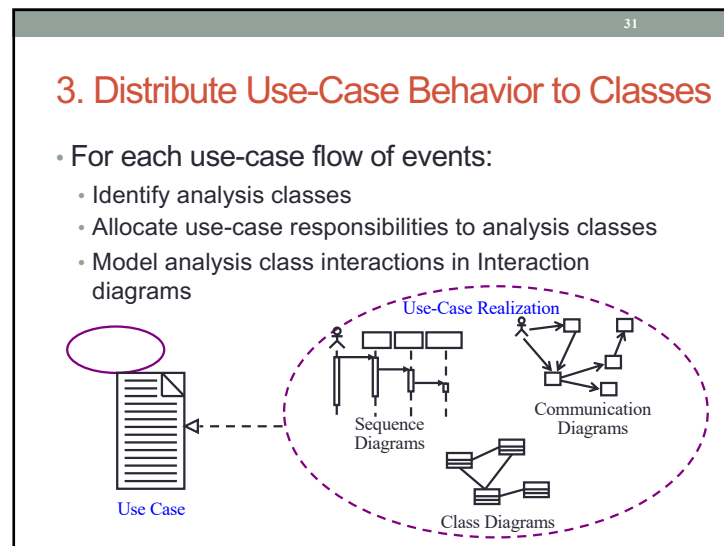 31
3. Distribute Use-Case Behavior to Classes
• For each use-case flow of events:
• Identify analysis classes
• Allocate use-case responsibilities to analysis classes
• Model analysis class interactions in Interaction
diagrams
Use-Case Realization
Sequence
Diagrams
Communication
Diagrams
Use Case
Class Diagrams